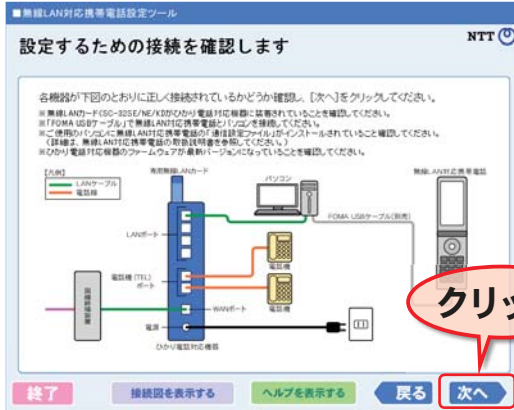 ■無線LAN対応携帯電話設定ツール
設定するための接続を確認します
NTT
各機器が下図のとおりに正しく接続されているかどうか確認し、[次へ]をクリックしてください。
※無線LANカード(SC-32SE/NE/KI)がひかり電話対応機器に装着されていることを確認してください。
※「FOMA USBケーブル」で無線LAN対応携帯電話とパソコンを接続してください。
※ご使用のパソコンに無線LAN対応携帯電話の「通信設定ファイル」がインストールされていること確認してください。
(詳細は、無線LAN対応携帯電話の取扱説明書を参照してください。)
※ひかり電話対応機器のファームウェアが最新バージョンになっていることを確認してください。
【凡例】
LANケーブル
電話線
専用無線LANカード
パソコン
無線LAN対応携帯電話
FOMA USBケーブル(別売)
LANポート
電話機
電話機(TEL)
ポート
回線終端装置
WANポート
電話機
電源
ひかり電話対応機器
クリッ
終了
接続図を表示する
ヘルプを表示する
戻る
次へ